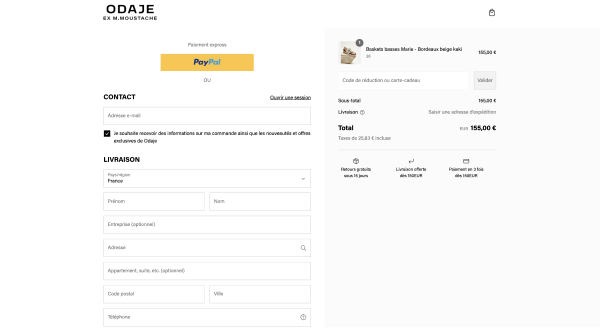 ODAJE
EX M.MOUSTACHE
Paiement express
PayPal
OU
CONTACT
Ouvrir une session
Adresse e-mail
Je souhaite recevoir des informations sur ma commande ainsi que les nouveautés et offres
exclusives de Odaje
LIVRAISON
Pays/région
France
Prénom
Nom
Entreprise (optionnel)
Adresse
Appartement, suite, etc. (optionnel)
Code postal
Ville
Téléphone
1
Baskets basses Marie - Bordeaux beige kaki
155,00 €
36
Code de réduction ou carte-cadeau
Valider
Sous-total
155,00 €
Livraison
Saisir une adresse d'expédition
Total
EUR 155,00 €
Taxes de 25,83 € incluse
Retours gratuits
sous 15 jours
Livraison offerte
dès 150EUR
Paiement en 3 fois
dès 150EUR